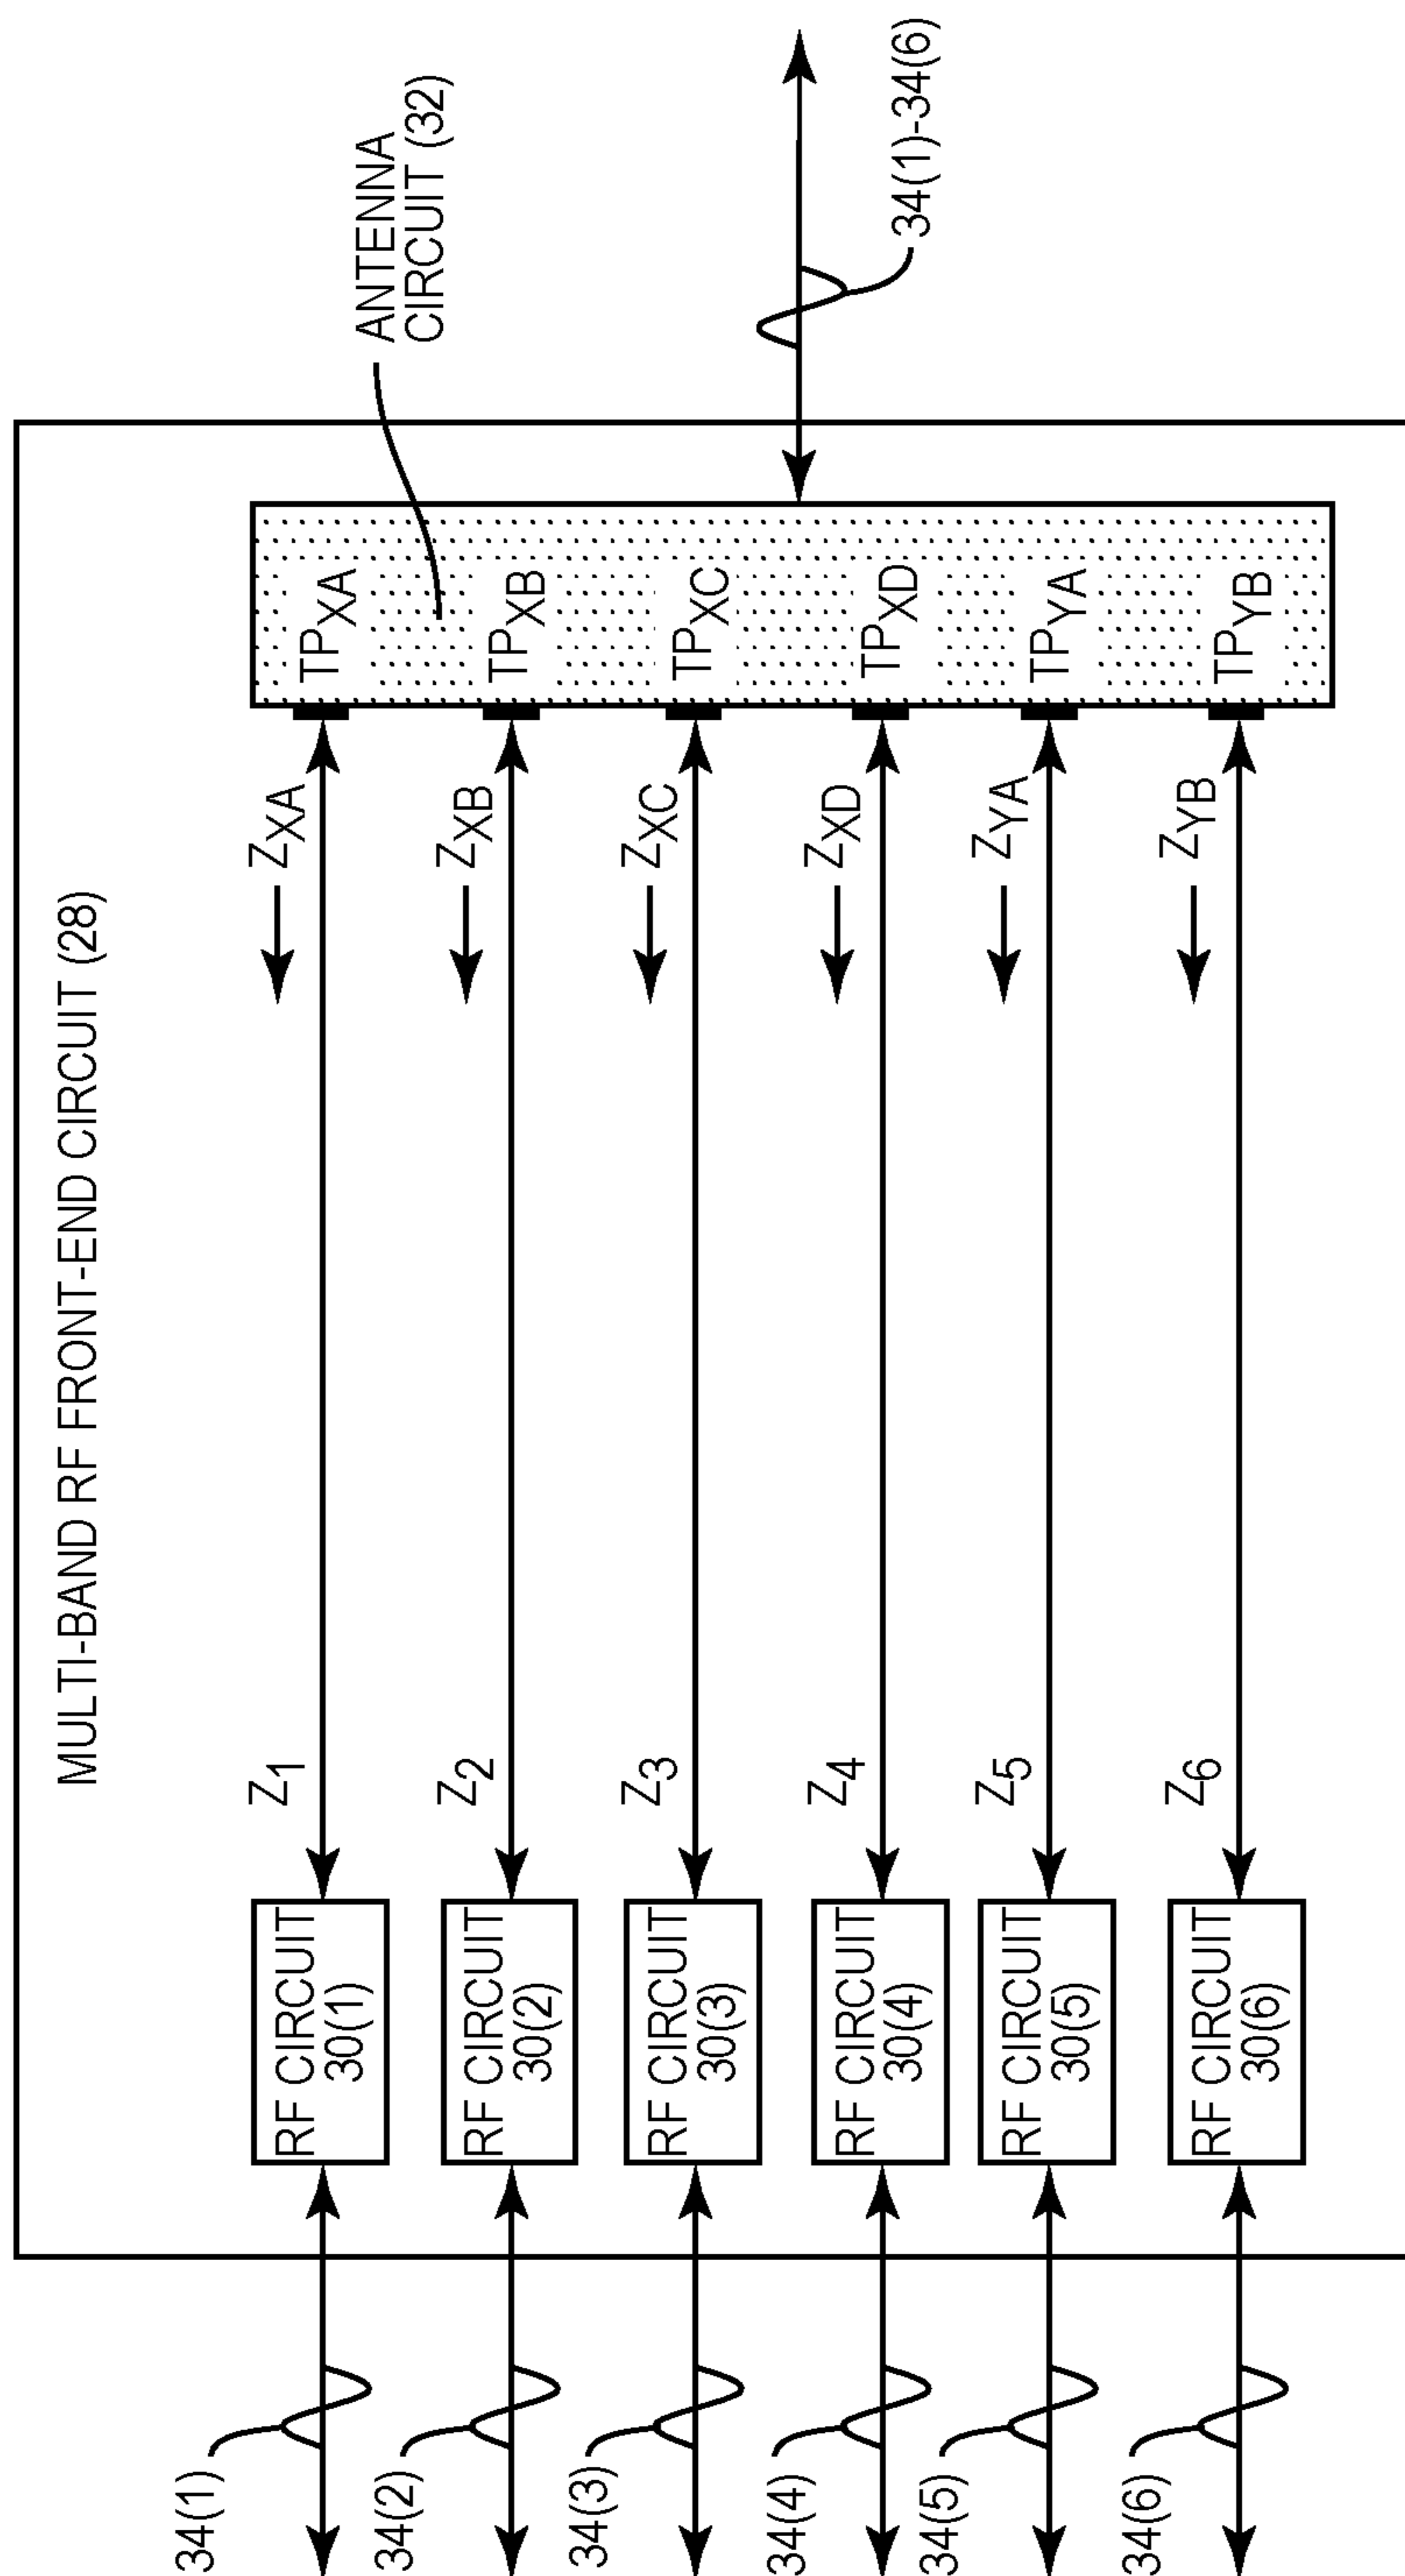 MULTI-BAND RF FRONT-END CIRCUIT (28)
ANTENNA
CIRCUIT (32)
34(1)
RF CIRCUIT
30(1)
Z1
ZXA
TPXA
34(2)
RF CIRCUIT
30(2)
Z2
ZXB
TPXB
34(3)
RF CIRCUIT
30(3)
Z3
ZXC
TPXC
34(4)
RF CIRCUIT
30(4)
Z4
ZXD
TPXD
34(1)-34(6)
34(5)
RF CIRCUIT
30(5)
Z5
ZYA
TPYA
34(6)
RF CIRCUIT
30(6)
Z6
ZYB
TPYB